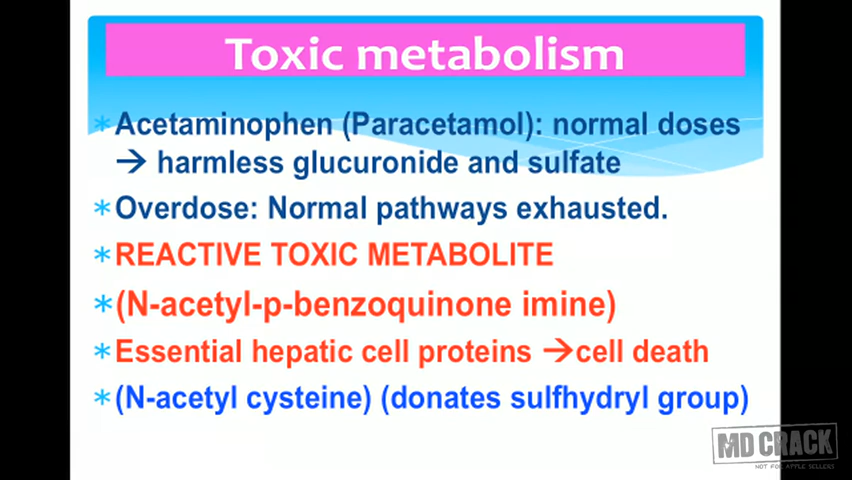 Toxic metabolism
* Acetaminophen (Paracetamol): normal doses
→ harmless glucuronide and sulfate
* Overdose: Normal pathways exhausted.
* REACTIVE TOXIC METABOLITE
* (N-acetyl-p-benzoquinone imine)
* Essential hepatic cell proteins →cell death
* (N-acetyl cysteine) (donates sulfhydryl group)
MD CRACK
NOT FOR APPLE SELLERS